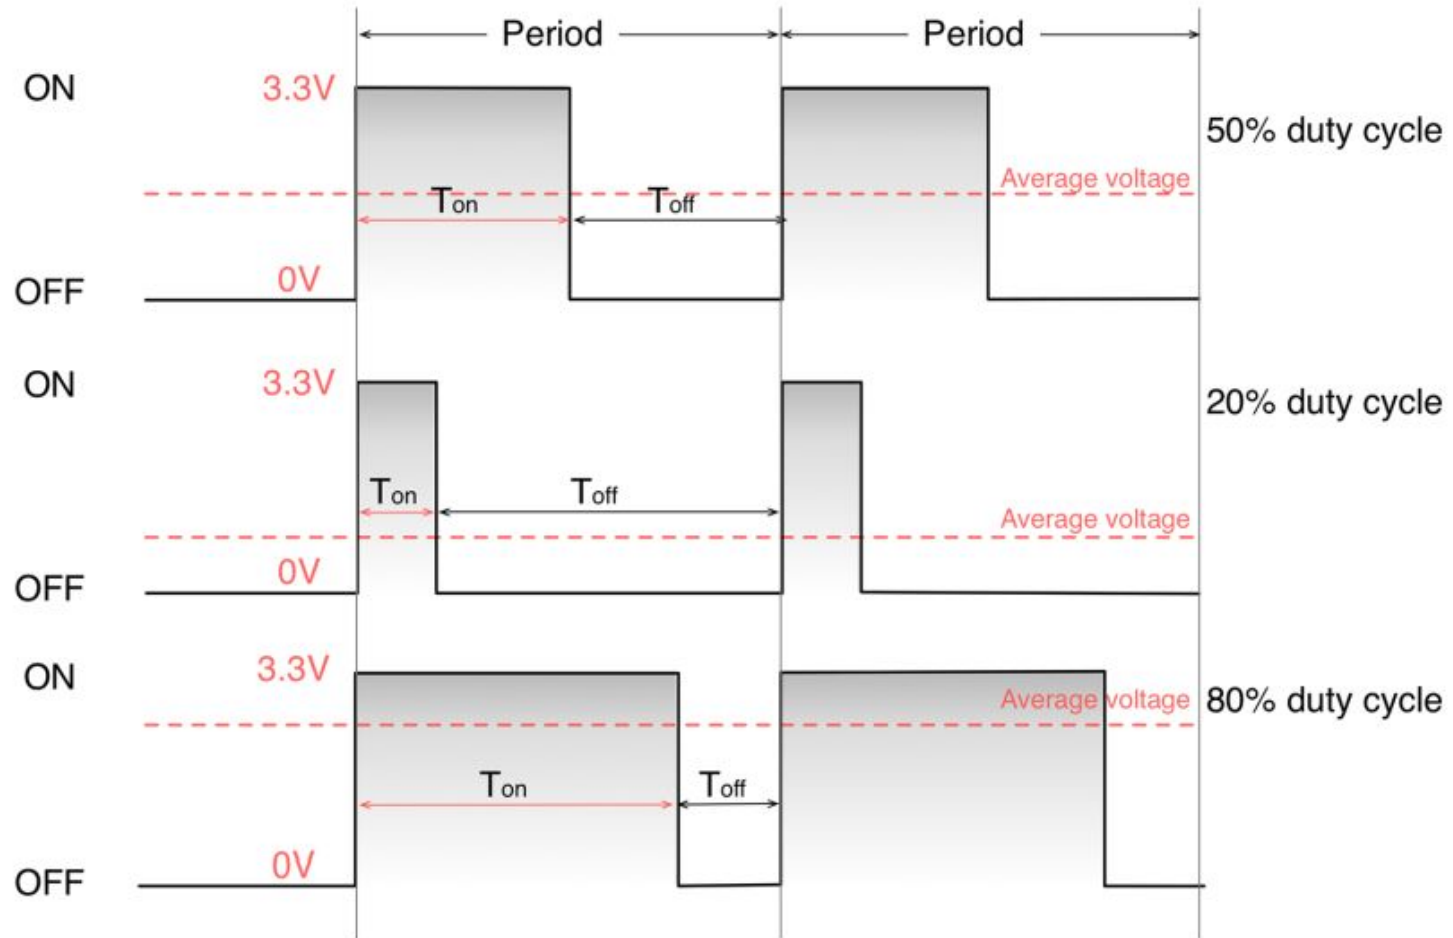 Period Period
ON 3.3V
50% duty cycle
Average voltage
Ton Toff
0V
OFF
ON 3.3V
20% duty cycle
Ton Toff
Average voltage
0V
OFF
ON 3.3V
Average voltage 80% duty cycle
Ton Toff
0V
OFF